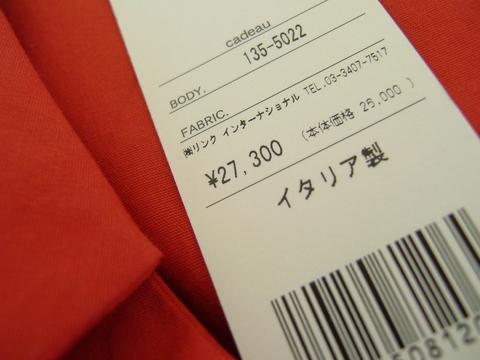 cadeau
135-5022
BODY.
FABRIC.
㈱リンク インターナショナル TEL.03-3407-7517
¥27,300 (本体価格 25,000 )
イタリア製